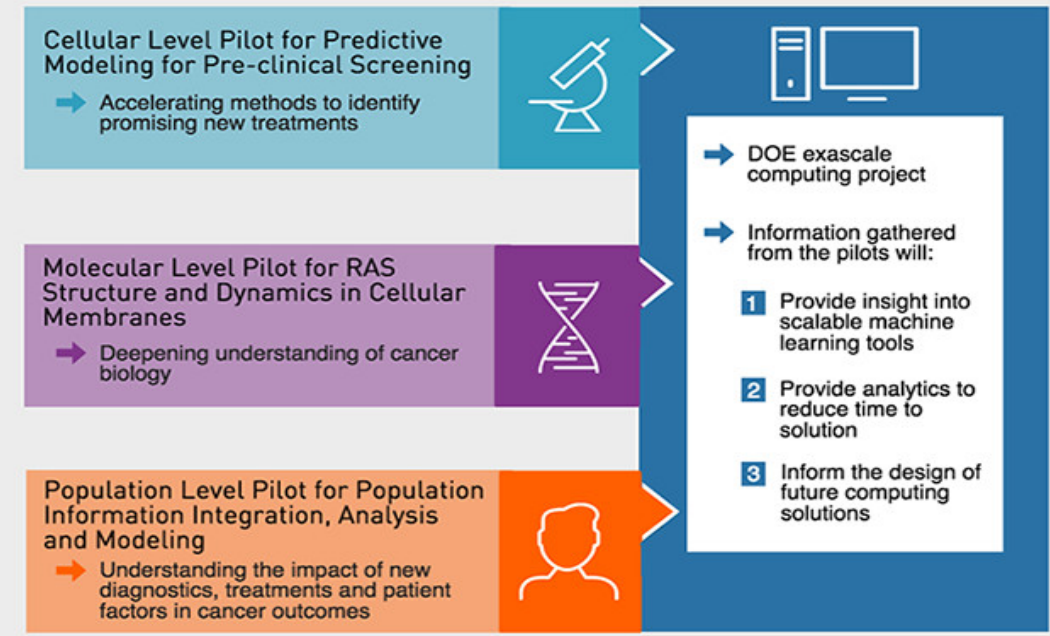 Cellular Level Pilot for Predictive
Modeling for Pre-clinical Screening
Accelerating methods to identify
promising new treatments
Molecular Level Pilot for RAS
Structure and Dynamics in Cellular
Membranes
Deepening understanding of cancer
biology
Population Level Pilot for Population
Information Integration, Analysis
and Modeling
Understanding the impact of new
diagnostics, treatments and patient
factors in cancer outcomes
DOE exascale
computing project
Information gathered
from the pilots will:
1 Provide insight into
scalable machine
learning tools
2 Provide analytics to
reduce time to
solution
3 Inform the design of
future computing
solutions